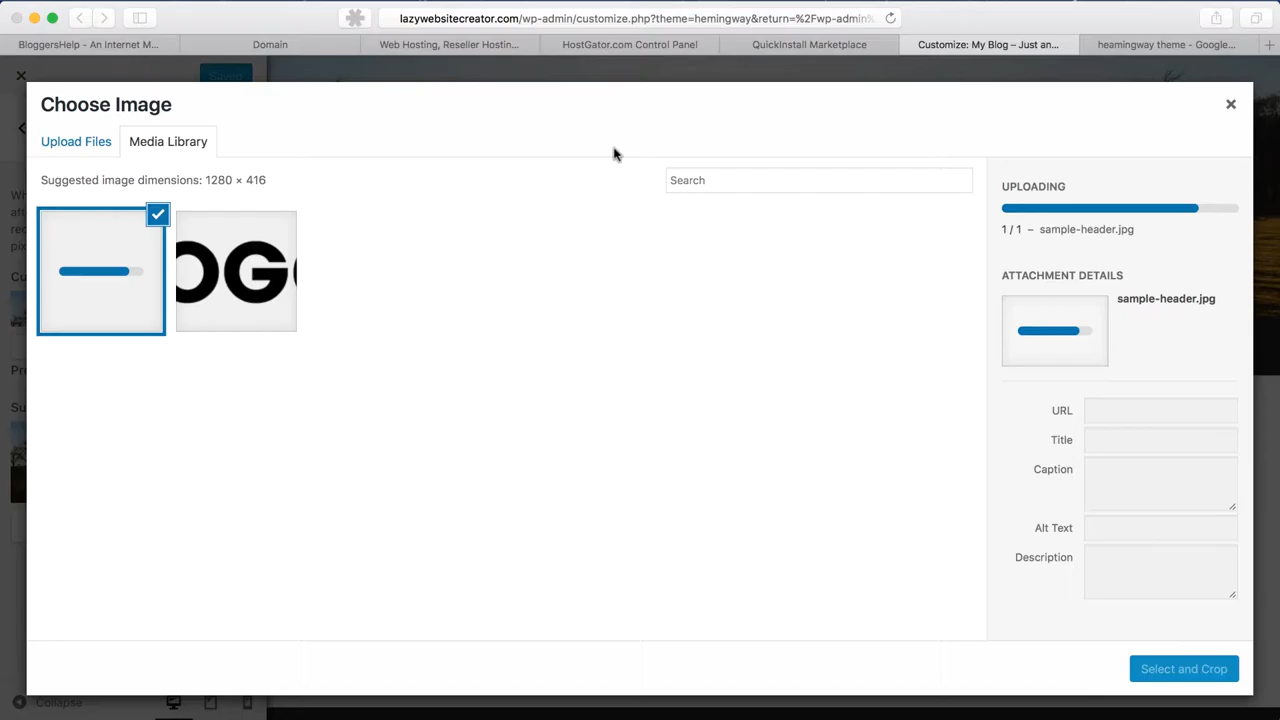 lazywebsitecreator.com/wp-admin/customize.php?theme=hemingway&return=%2Fwp-admin%
BloggersHelp - An Internet M...
Domain
Web Hosting, Reseller Hostin...
HostGator.com Control Panel
QuickInstall Marketplace
Customize: My Blog – Just an...
heamingway theme - Google...
Saved
Choose Image
Upload Files
Media Library
Suggested image dimensions: 1280 × 416
Search
OG
UPLOADING
1 / 1 – sample-header.jpg
ATTACHMENT DETAILS
sample-header.jpg
URL
Title
Caption
Alt Text
Description
Select and Crop
Collapse